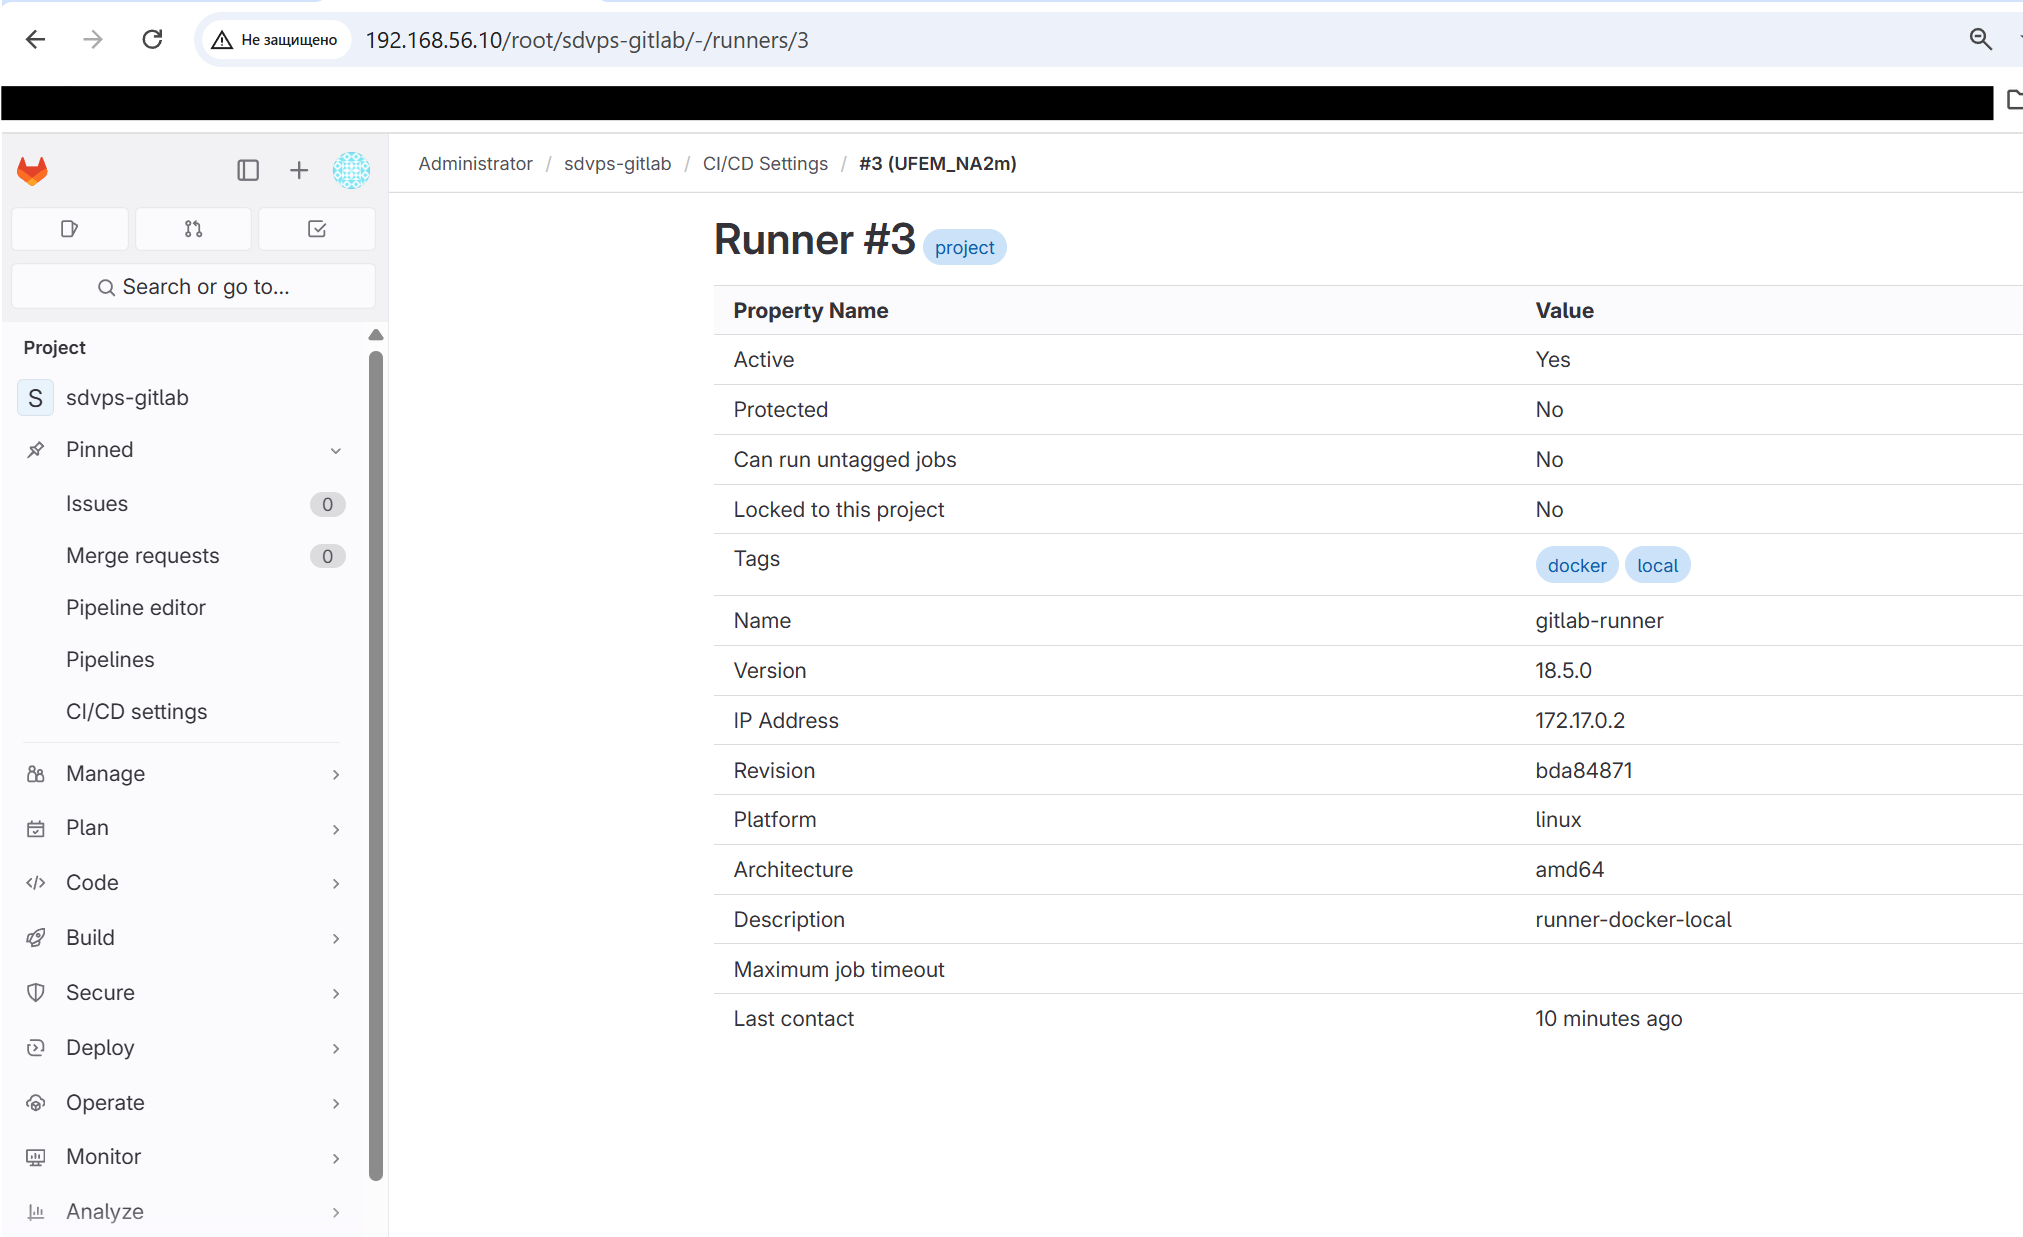 Не защищено 192.168.56.10/root/sdvps-gitlab/-/runners/3
Administrator / sdvps-gitlab / CI/CD Settings / #3 (UFEM_NA2m)
Search or go to...
Project
S sdvps-gitlab
Pinned
Issues 0
Merge requests 0
Pipeline editor
Pipelines
CI/CD settings
Manage
Plan
Code
Build
Secure
Deploy
Operate
Monitor
Analyze
Runner #3 project
Property Name Value
Active Yes
Protected No
Can run untagged jobs No
Locked to this project No
Tags docker local
Name gitlab-runner
Version 18.5.0
IP Address 172.17.0.2
Revision bda84871
Platform linux
Architecture amd64
Description runner-docker-local
Maximum job timeout
Last contact 10 minutes ago